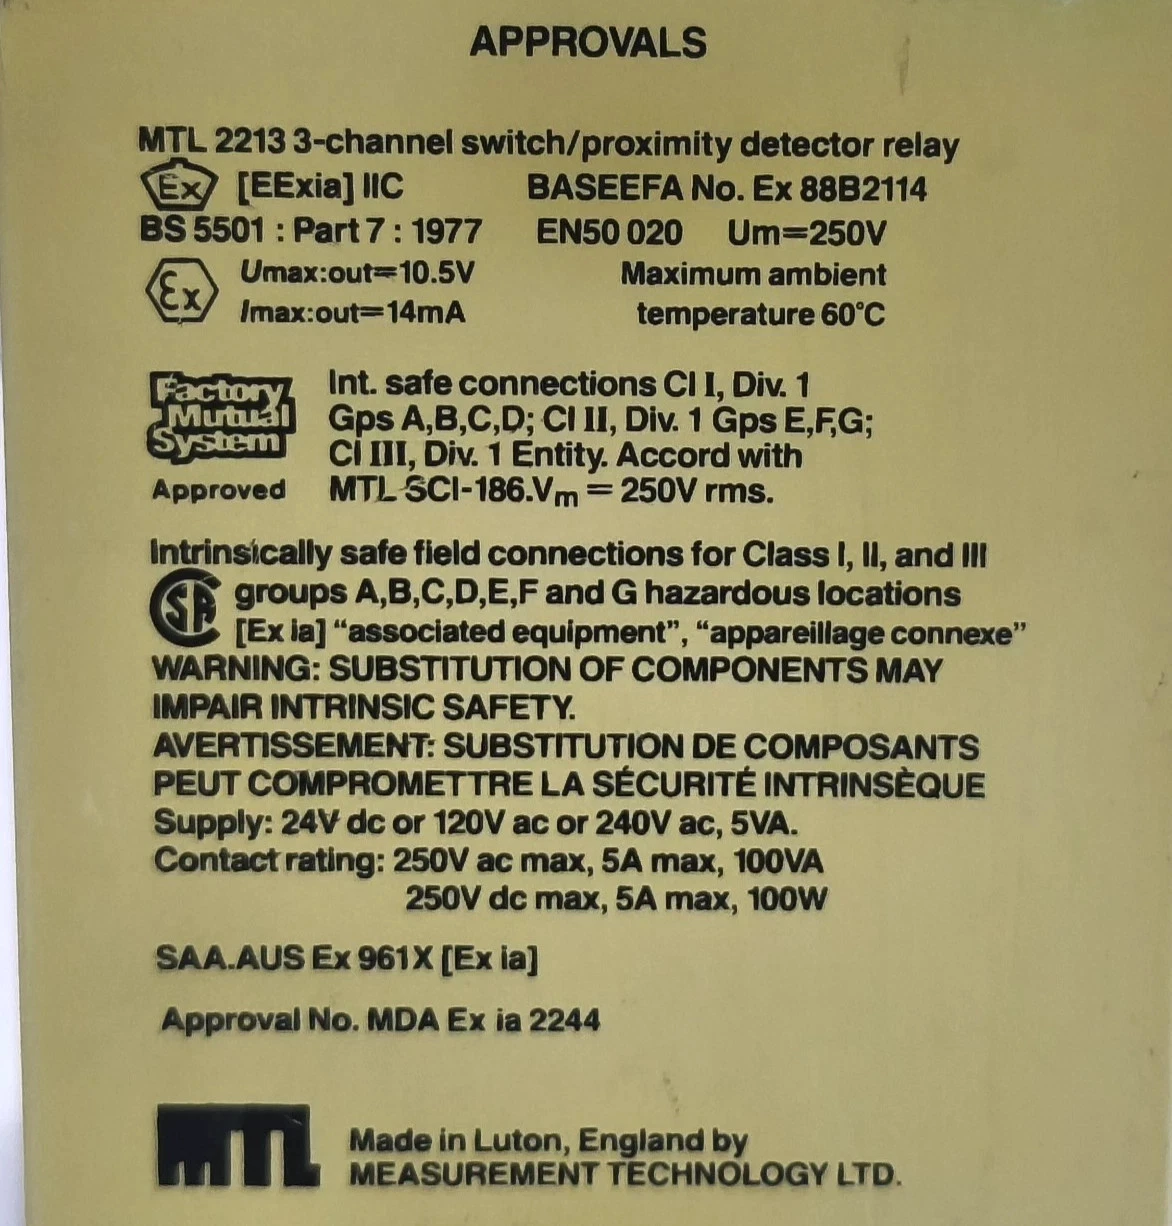 APPROVALS
MTL 2213 3-channel switch/proximity detector relay
Ex [EExia] IIC BASEEFA No. Ex 88B2114
BS 5501 : Part 7 : 1977 EN50 020 Um=250V
Ex Umax:out=10.5V Maximum ambient
Imax:out=14mA temperature 60°C
Factory Mutual System Approved
Int. safe connections Cl I, Div. 1
Gps A,B,C,D; Cl II, Div. 1 Gps E,F,G;
Cl III, Div. 1 Entity. Accord with
MTL SCI-186.Vm = 250V rms.
Intrinsically safe field connections for Class I, II, and III
SA groups A,B,C,D,E,F and G hazardous locations
[Ex ia] “associated equipment”, “appareillage connexe”
WARNING: SUBSTITUTION OF COMPONENTS MAY
IMPAIR INTRINSIC SAFETY.
AVERTISSEMENT: SUBSTITUTION DE COMPOSANTS
PEUT COMPROMETTRE LA SÉCURITÉ INTRINSÈQUE
Supply: 24V dc or 120V ac or 240V ac, 5VA.
Contact rating: 250V ac max, 5A max, 100VA
250V dc max, 5A max, 100W
SAA.AUS Ex 961X [Ex ia]
Approval No. MDA Ex ia 2244
MTL Made in Luton, England by
MEASUREMENT TECHNOLOGY LTD.